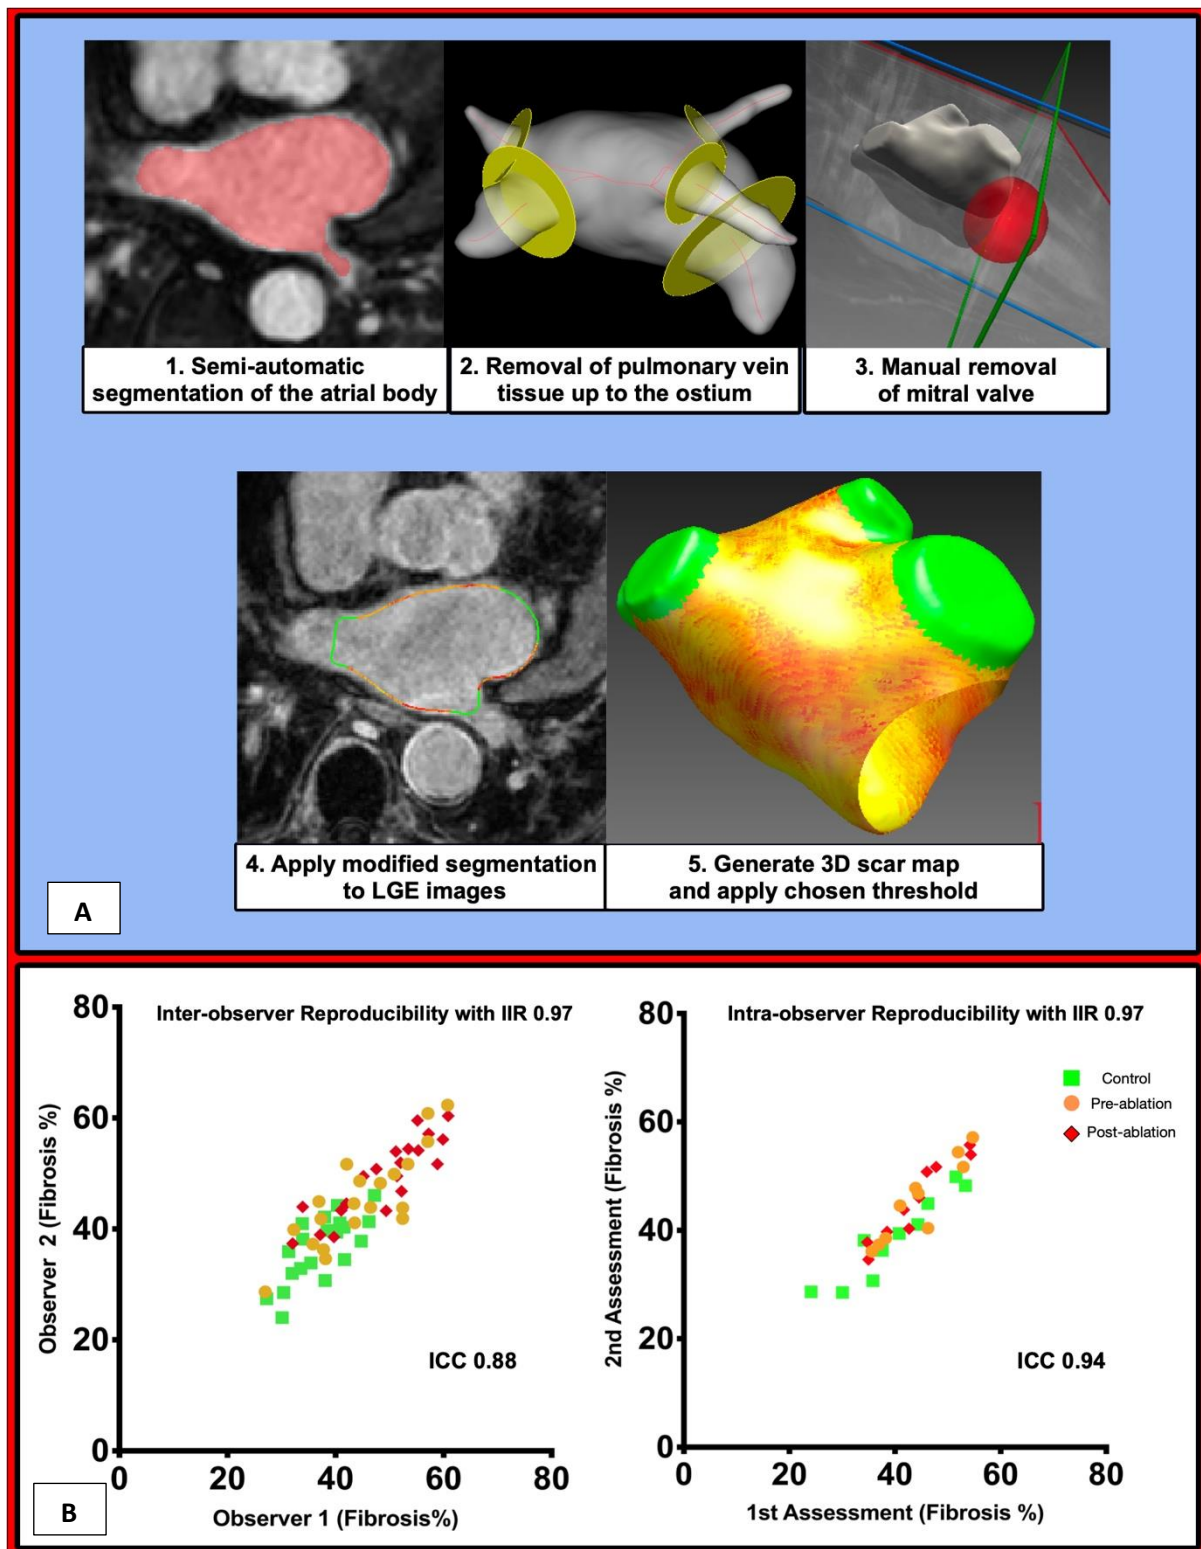 1. Semi-automatic
segmentation of the atrial body
2. Removal of pulmonary vein
tissue up to the ostium
3. Manual removal
of mitral valve
4. Apply modified segmentation
to LGE images
5. Generate 3D scar map
and apply chosen threshold
A
Inter-observer Reproducibility with IIR 0.97
80
60
40
20
0
Observer 2 (Fibrosis %)
ICC 0.88
0 20 40 60 80
Observer 1 (Fibrosis%)
Intra-observer Reproducibility with IIR 0.97
80
60
40
20
0
2nd Assessment (Fibrosis %)
Control
Pre-ablation
Post-ablation
ICC 0.94
0 20 40 60 80
1st Assessment (Fibrosis %)
B